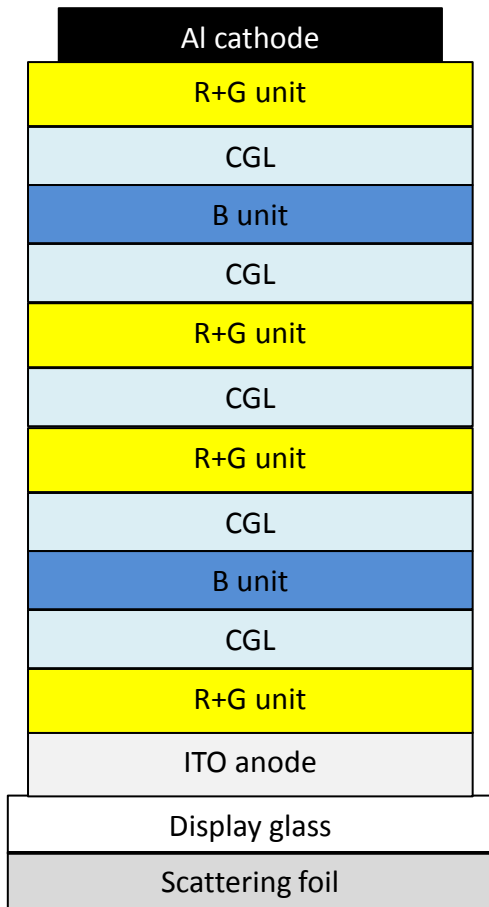 Al cathode
R+G unit
CGL
B unit
CGL
R+G unit
CGL
R+G unit
CGL
B unit
CGL
R+G unit
ITO anode
Display glass
Scattering foil